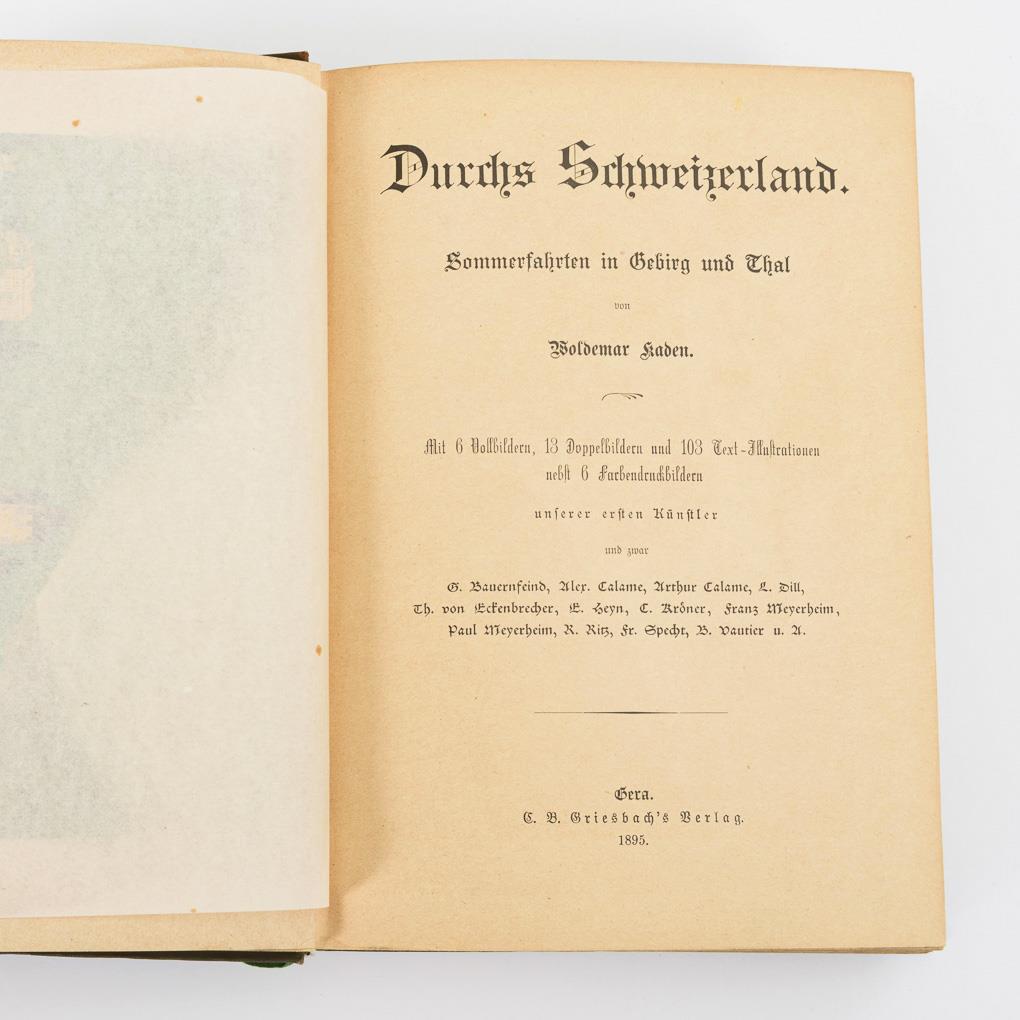 Durchs Schweizerland.
Sommerfahrten in Gebirg und Thal
von
Woldemar Kaden.
Mit 6 Vollbildern, 13 Doppelbildern und 103 Text-Illustrationen
nebst 6 Farbendruckbildern
unserer ersten Künstler
und zwar
G. Bauernfeind, Alex. Calame, Arthur Calame, L. Dill,
Th. von Eckenbrecher, E. Heyn, C. Kröner, Franz Meyerheim,
Paul Meyerheim, R. Ritz, Fr. Specht, B. Vautier u. A.
Gera.
C. B. Griesbach's Verlag.
1895.